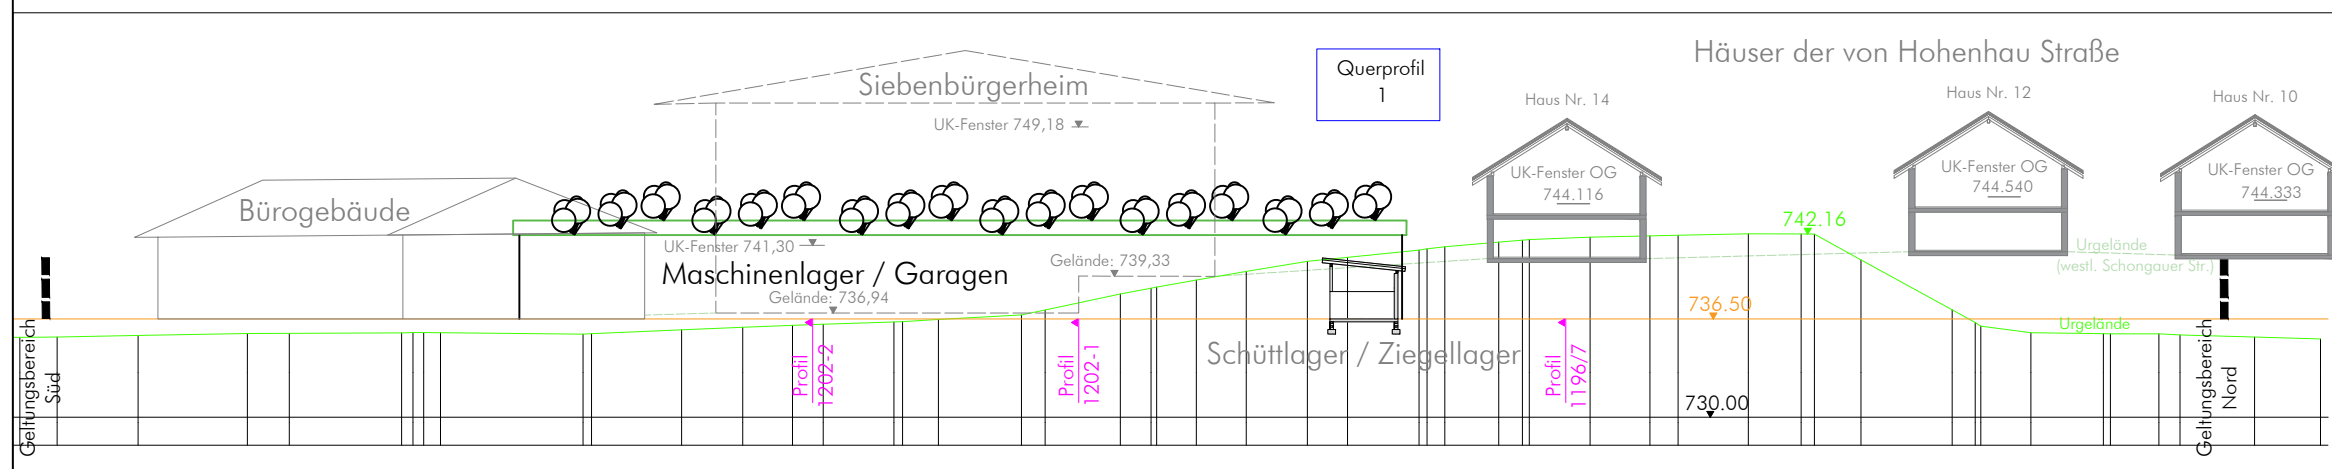 Häuser der von Hohenhau Straße
Querprofil
1
Siebenbürgerheim
Haus Nr. 14
Haus Nr. 12
Haus Nr. 10
UK-Fenster 749,18
UK-Fenster OG
744.116
UK-Fenster OG
744.540
UK-Fenster OG
744.333
Bürogebäude
742.16
UK-Fenster 741,30
Urgelände
(westl. Schongauer Str.)
Maschinenlager / Garagen
Gelände: 739,33
Gelände: 736,94
736.50
Urgelände
Schüttlager / Ziegellager
Geltungsbereich
Süd
Profil
1202-2
Profil
1202-1
Profil
1196/7
730.00
Geltungsbereich
Nord